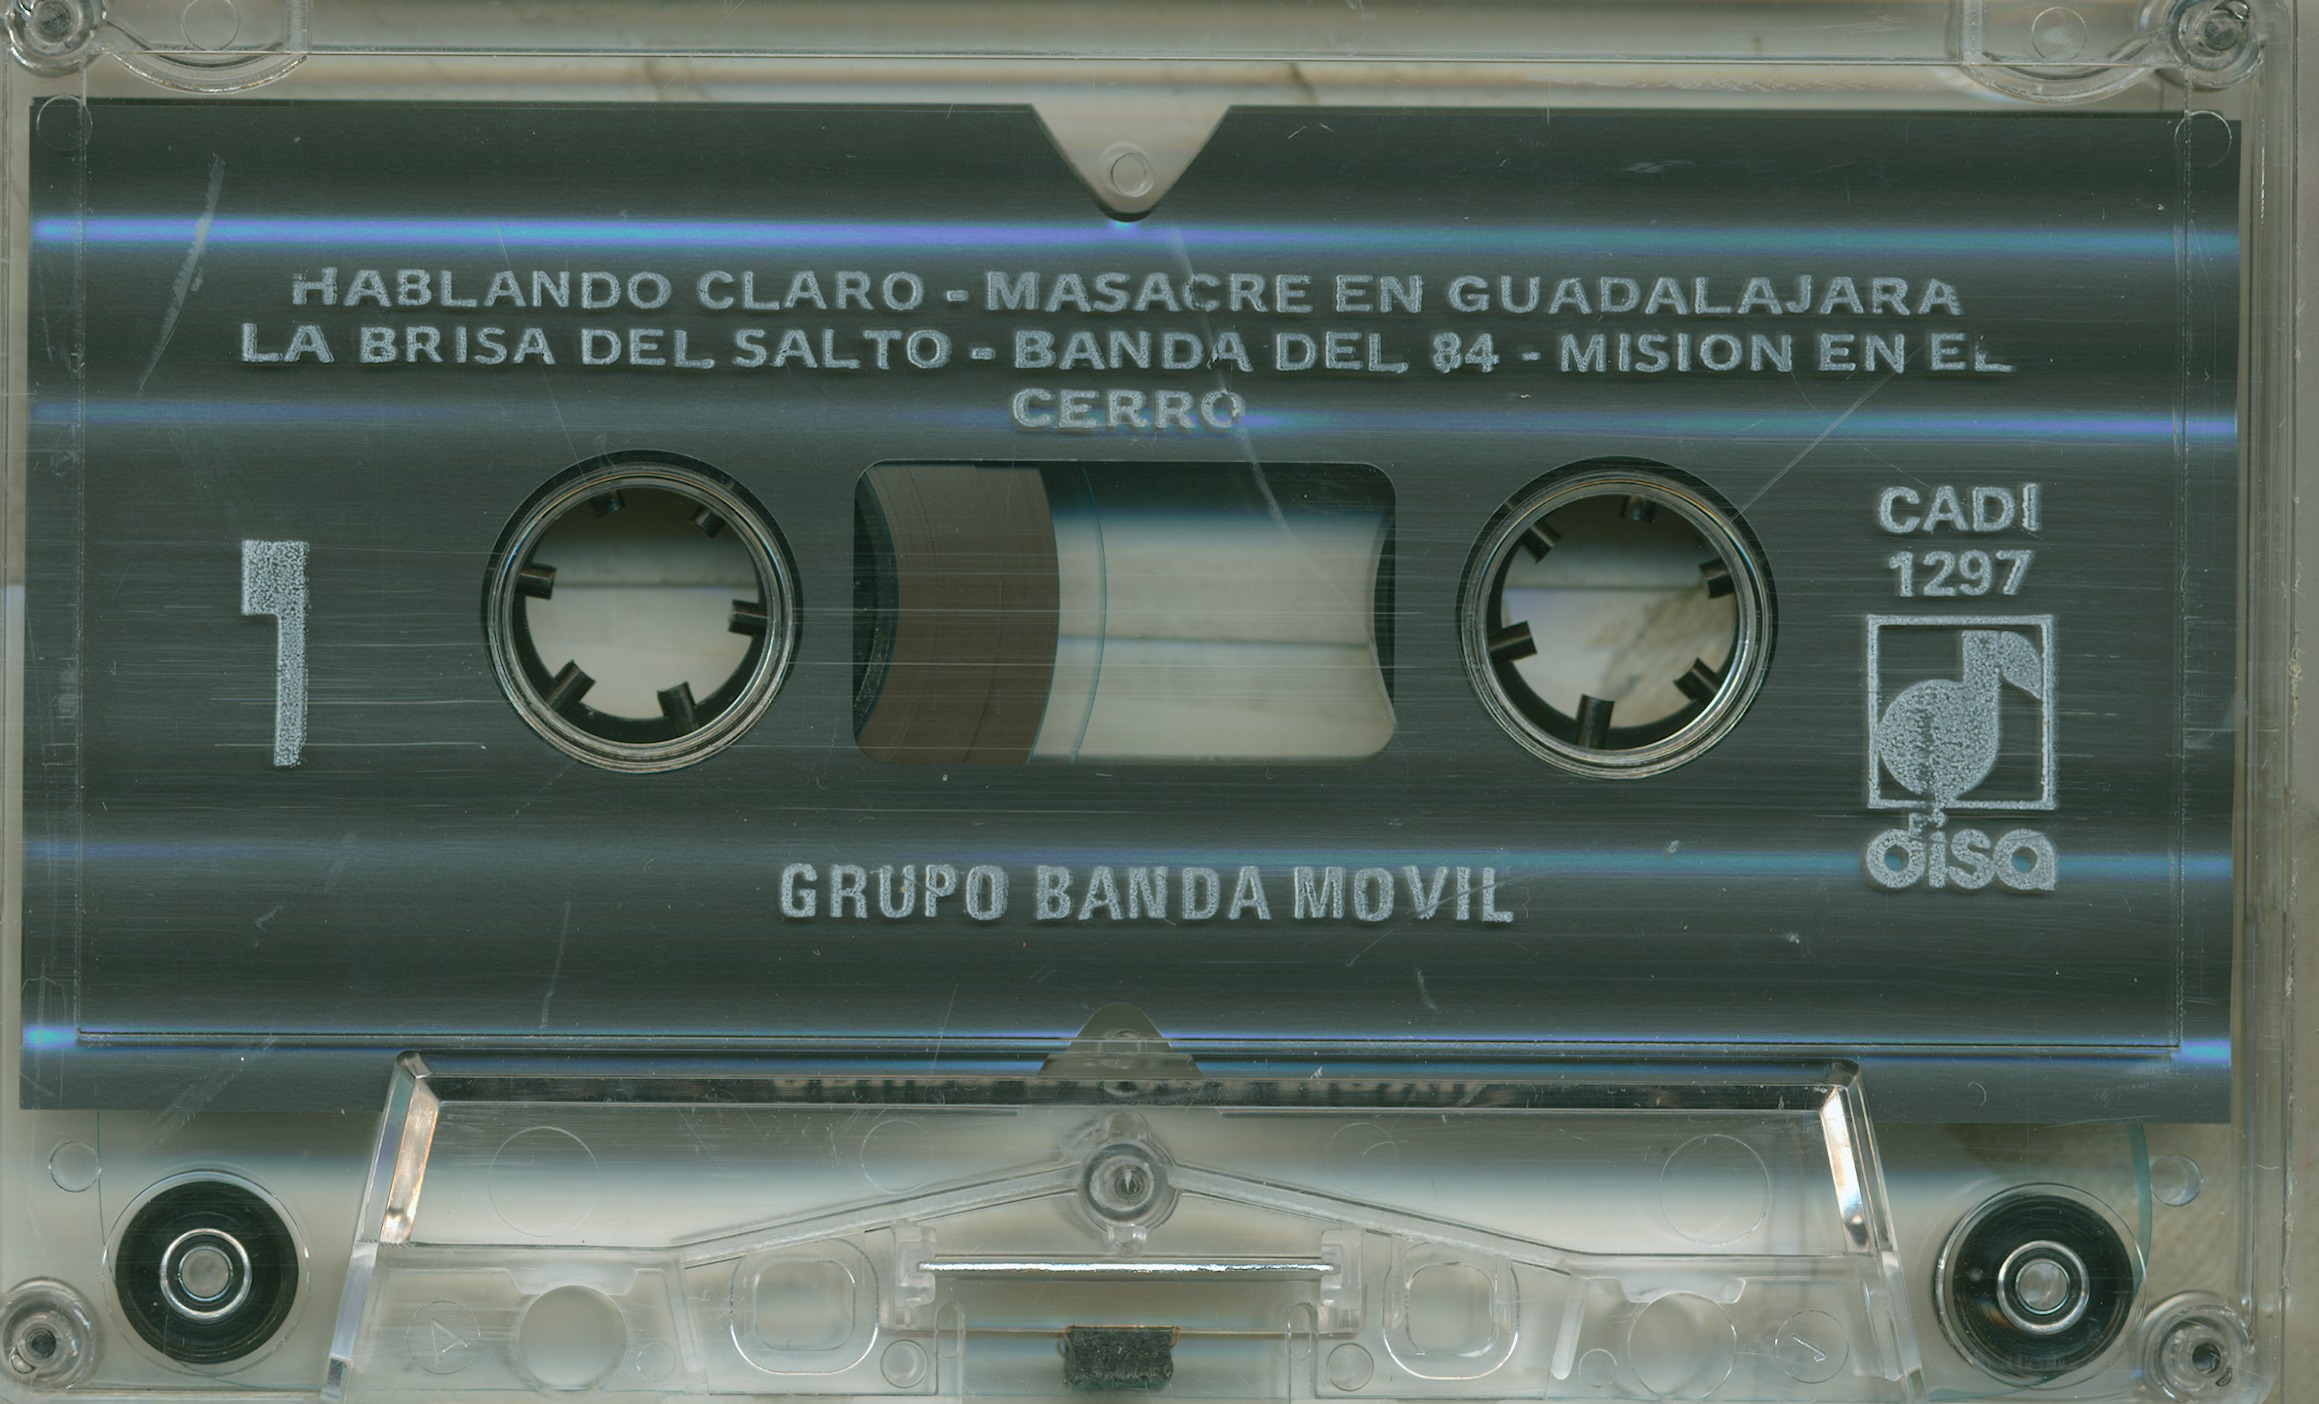 HABLANDO CLARO - MASACRE EN GUADALAJARA
LA BRISA DEL SALTO - BANDA DEL 84 - MISION EN EL
CERRO
1
CADI
1297
disa
GRUPO BANDA MOVIL